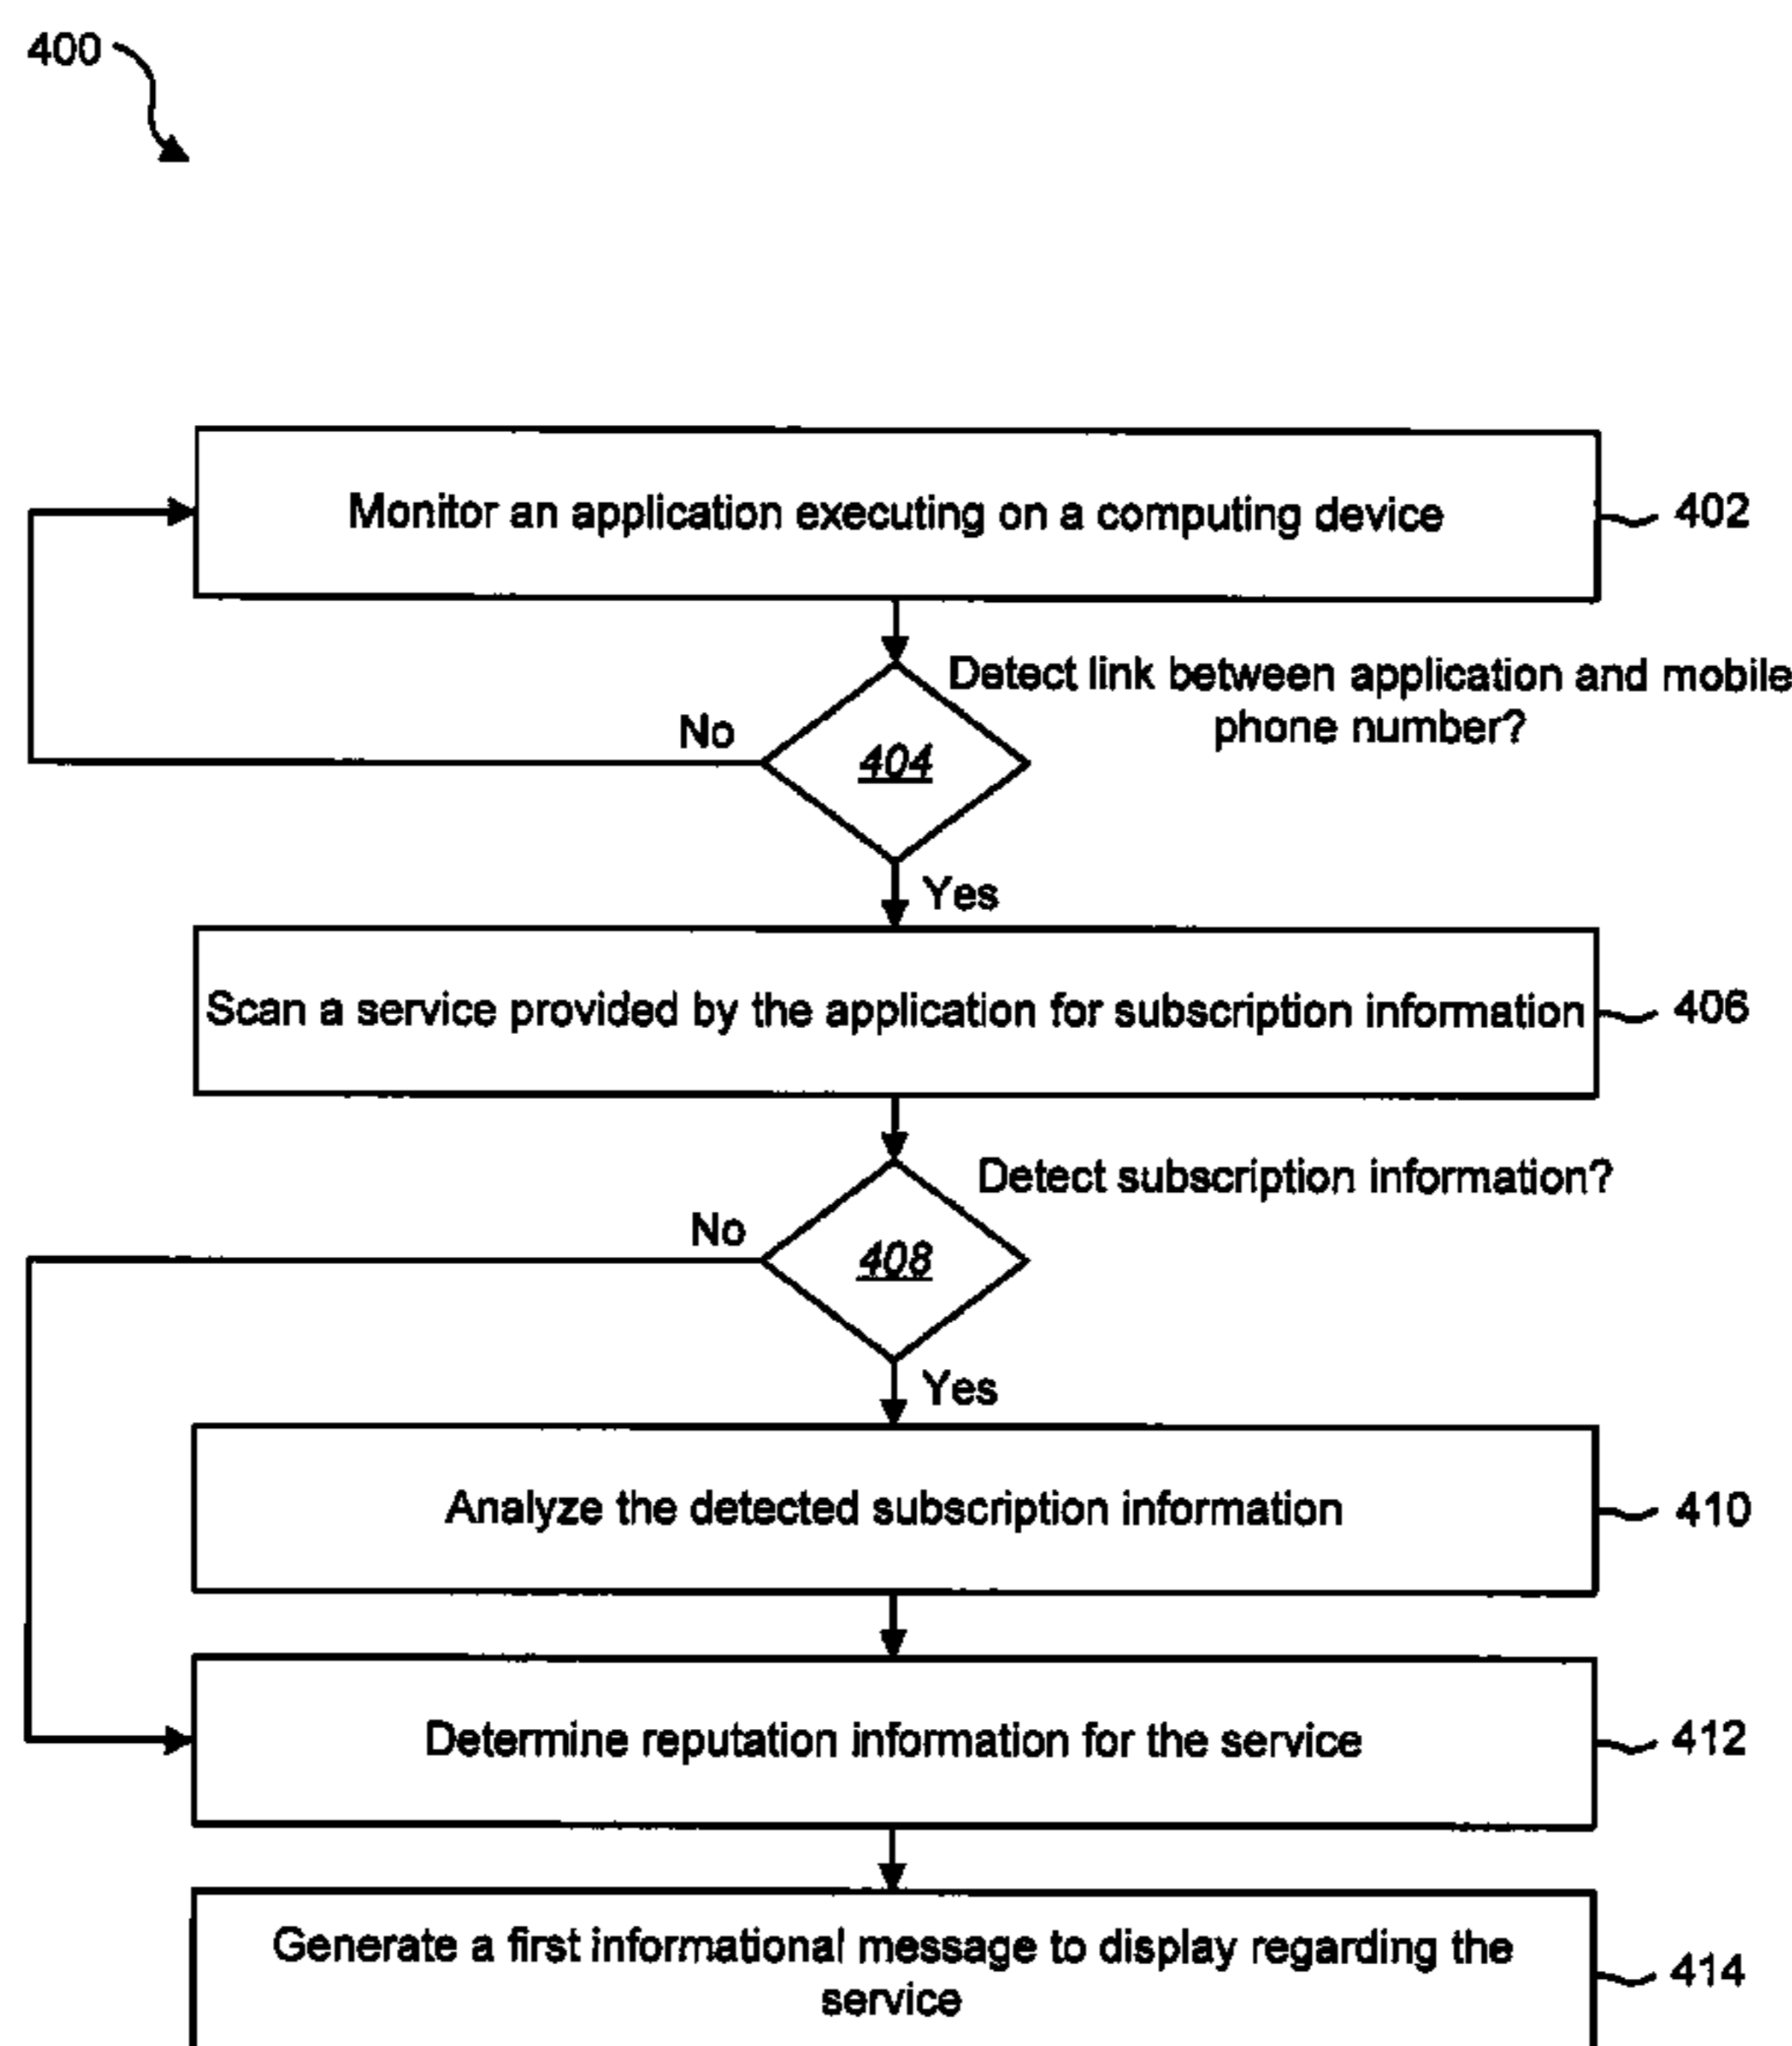 400
Monitor an application executing on a computing device
402
Detect link between application and mobile
phone number?
No
404
Yes
Scan a service provided by the application for subscription information
406
Detect subscription information?
No
408
Yes
Analyze the detected subscription information
410
Determine reputation information for the service
412
Generate a first informational message to display regarding the
service
414